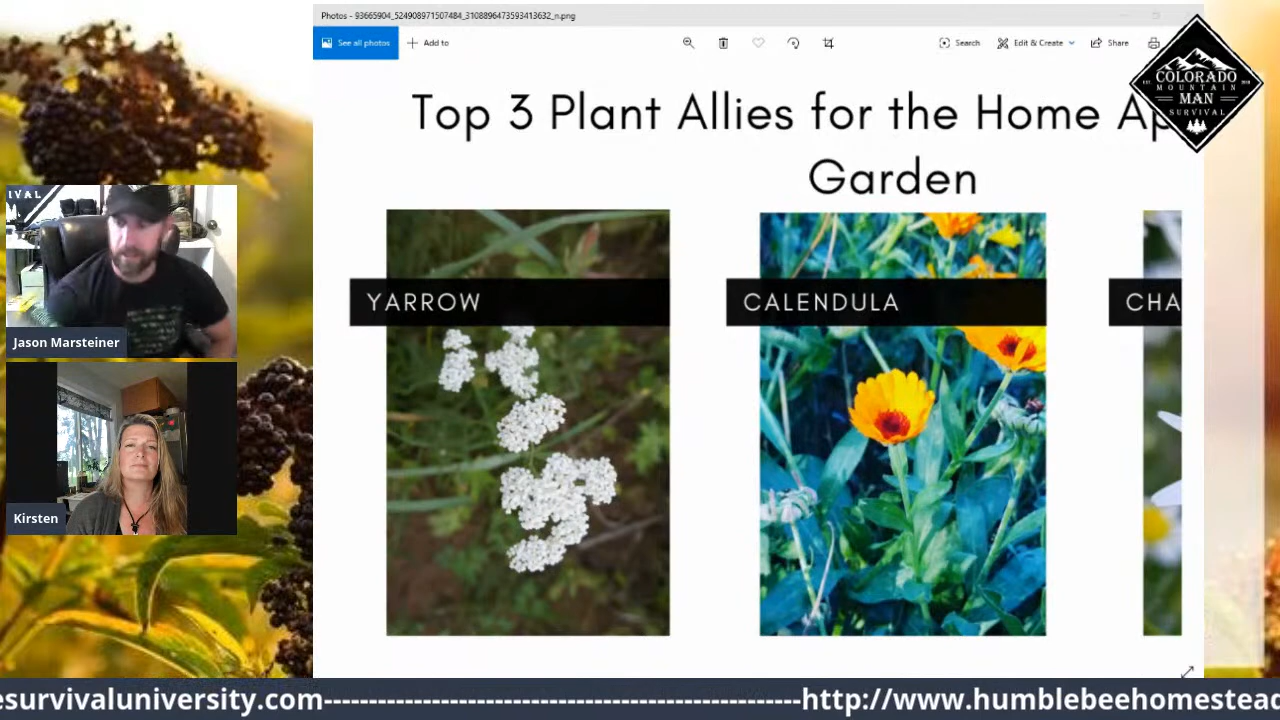 Photos - 93665904_524908971507484_3108896473593413632_n.png
See all photos
Add to
Search
Edit & Create
Share
COLORADO
MOUNTAIN
MAN
SURVIVAL
Top 3 Plant Allies for the Home Ap
Garden
IVAL
YARROW
CALENDULA
CHA
Jason Marsteiner
Kirsten
esurvivaluniversity.com--------------------------------------------------http://www.humblebeehomestead